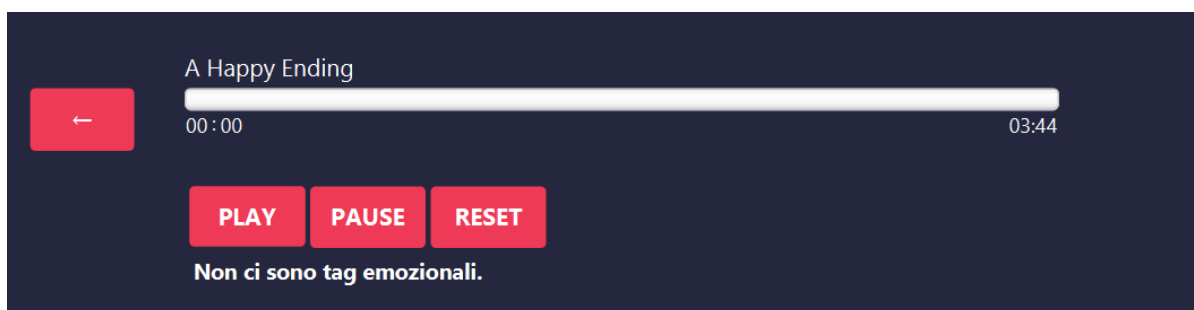 A Happy Ending
←
00:00 03:44
PLAY PAUSE RESET
Non ci sono tag emozionali.